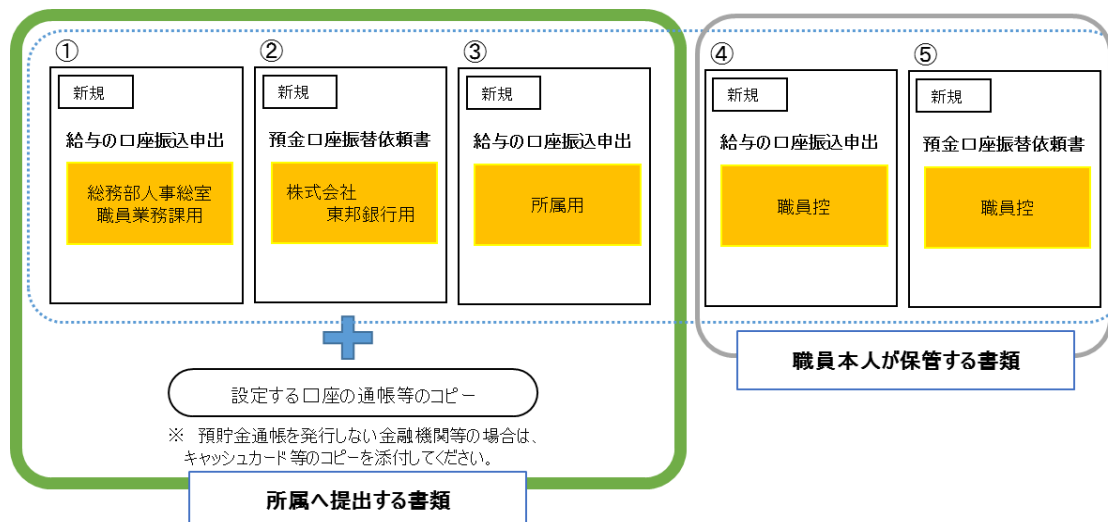 ①
新規
給与の口座振込申出
総務部人事総室
職員業務課用
②
新規
預金口座振替依頼書
株式会社
東邦銀行用
③
新規
給与の口座振込申出
所属用
④
新規
給与の口座振込申出
職員控
⑤
新規
預金口座振替依頼書
職員控
職員本人が保管する書類
設定する口座の通帳等のコピー
※ 預貯金通帳を発行しない金融機関等の場合は、
キャッシュカード等のコピーを添付してください。
所属へ提出する書類